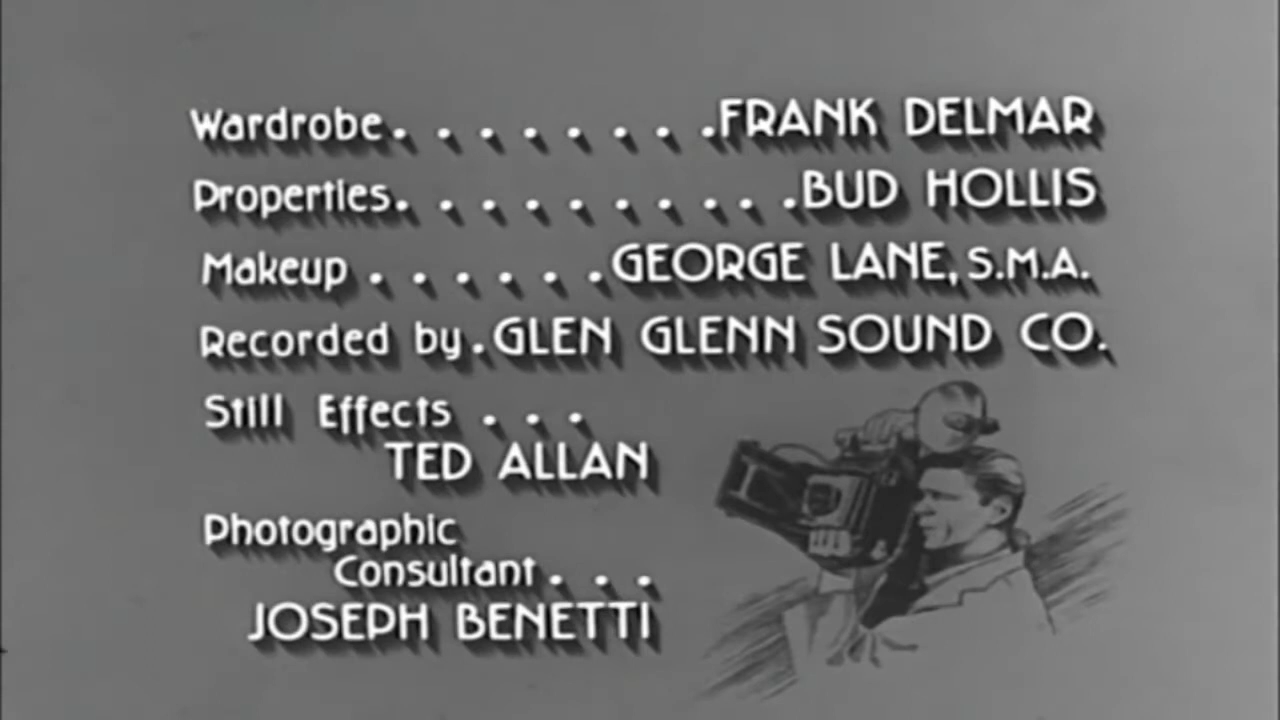 Wardrobe. . . . . . . .FRANK DELMAR
Properties. . . . . . . . . .BUD HOLLIS
Makeup . . . . . .GEORGE LANE, S.M.A.
Recorded by.GLEN GLENN SOUND CO.
Still Effects . . .
TED ALLAN
Photographic
Consultant. . .
JOSEPH BENETTI